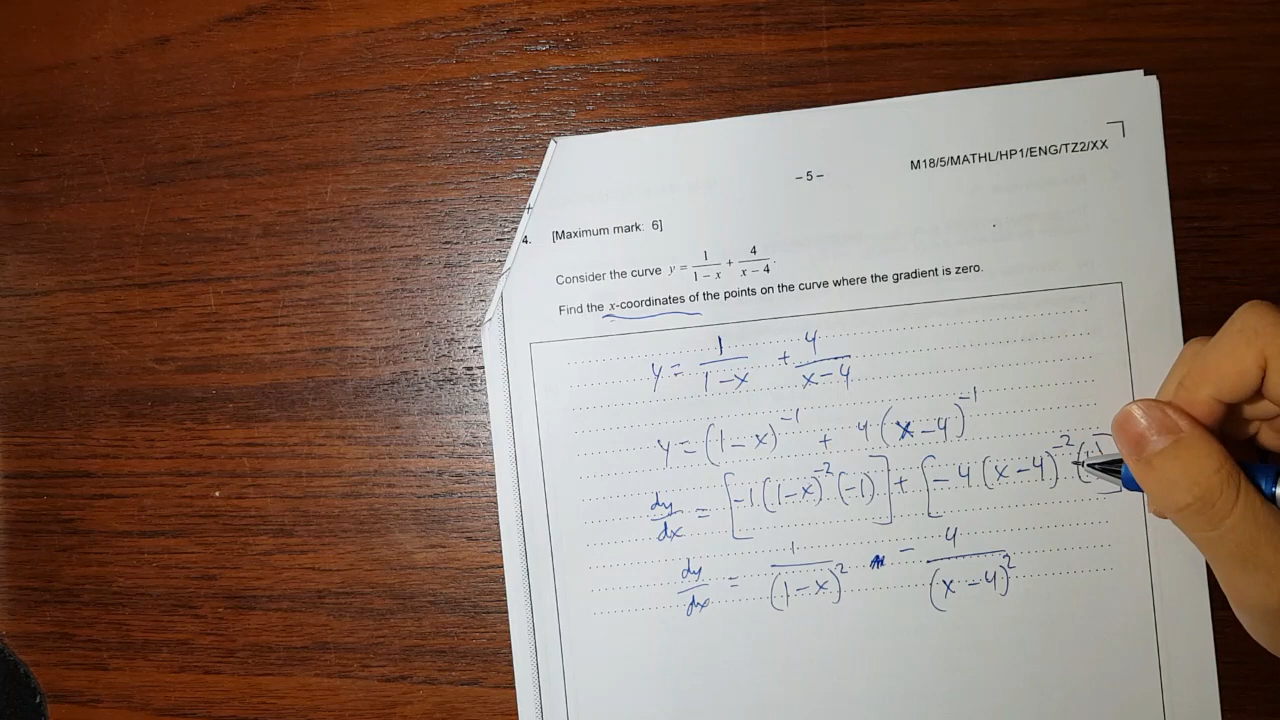 – 5 –
M18/5/MATHL/HP1/ENG/TZ2/XX
4. [Maximum mark: 6]
Consider the curve y = 1/(1 − x) + 4/(x − 4).
Find the x-coordinates of the points on the curve where the gradient is zero.
y = 1/(1−x) + 4/(x−4)
y = (1−x)⁻¹ + 4(x−4)⁻¹
dy/dx = [−1(1−x)⁻²(−1)] + [−4(x−4)⁻²(
dy/dx = 1/(1−x)² − 4/(x−4)²